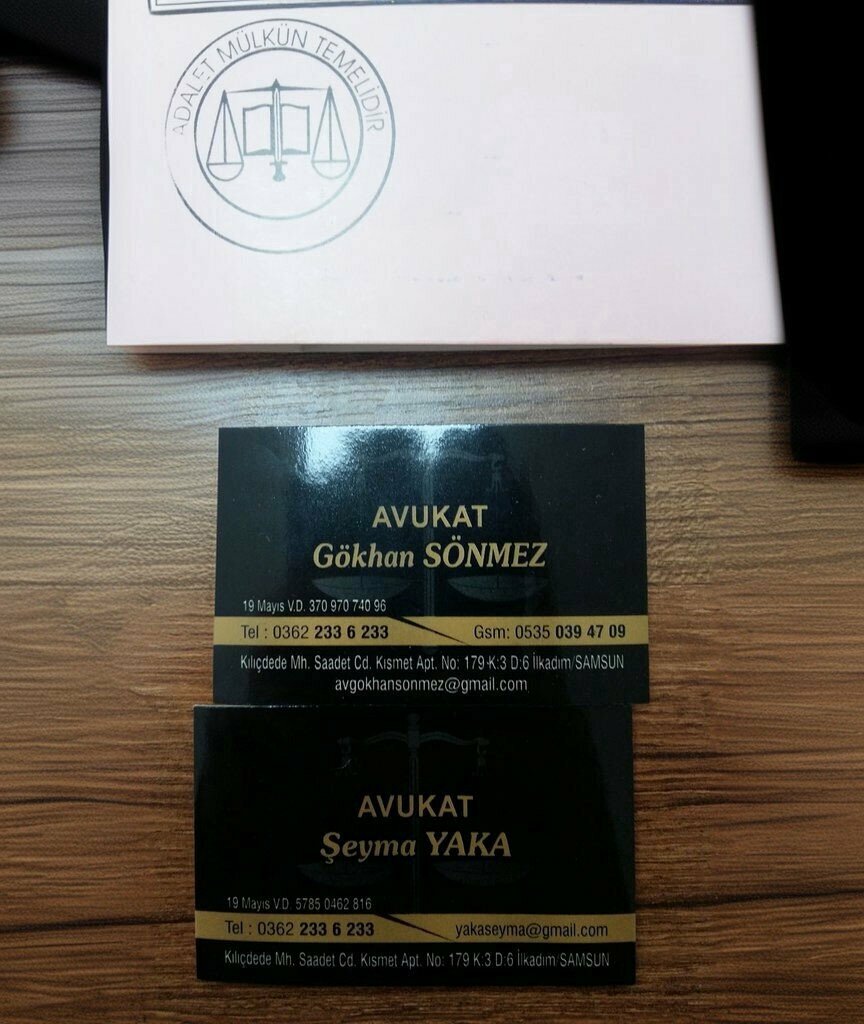 ADALET MÜLKÜN TEMELİDİR
AVUKAT
Gökhan SÖNMEZ
19 Mayıs V.D. 370 970 740 96
Tel : 0362 233 6 233 Gsm: 0535 039 47 09
Kılıçdede Mh. Saadet Cd. Kısmet Apt. No: 179 K:3 D:6 İlkadım/SAMSUN
avgokhansonmez@gmail.com
AVUKAT
Şeyma YAKA
19 Mayıs V.D. 5785 0462 816
Tel : 0362 233 6 233 yakaseyma@gmail.com
Kılıçdede Mh. Saadet Cd. Kısmet Apt. No: 179 K:3 D:6 İlkadım/SAMSUN